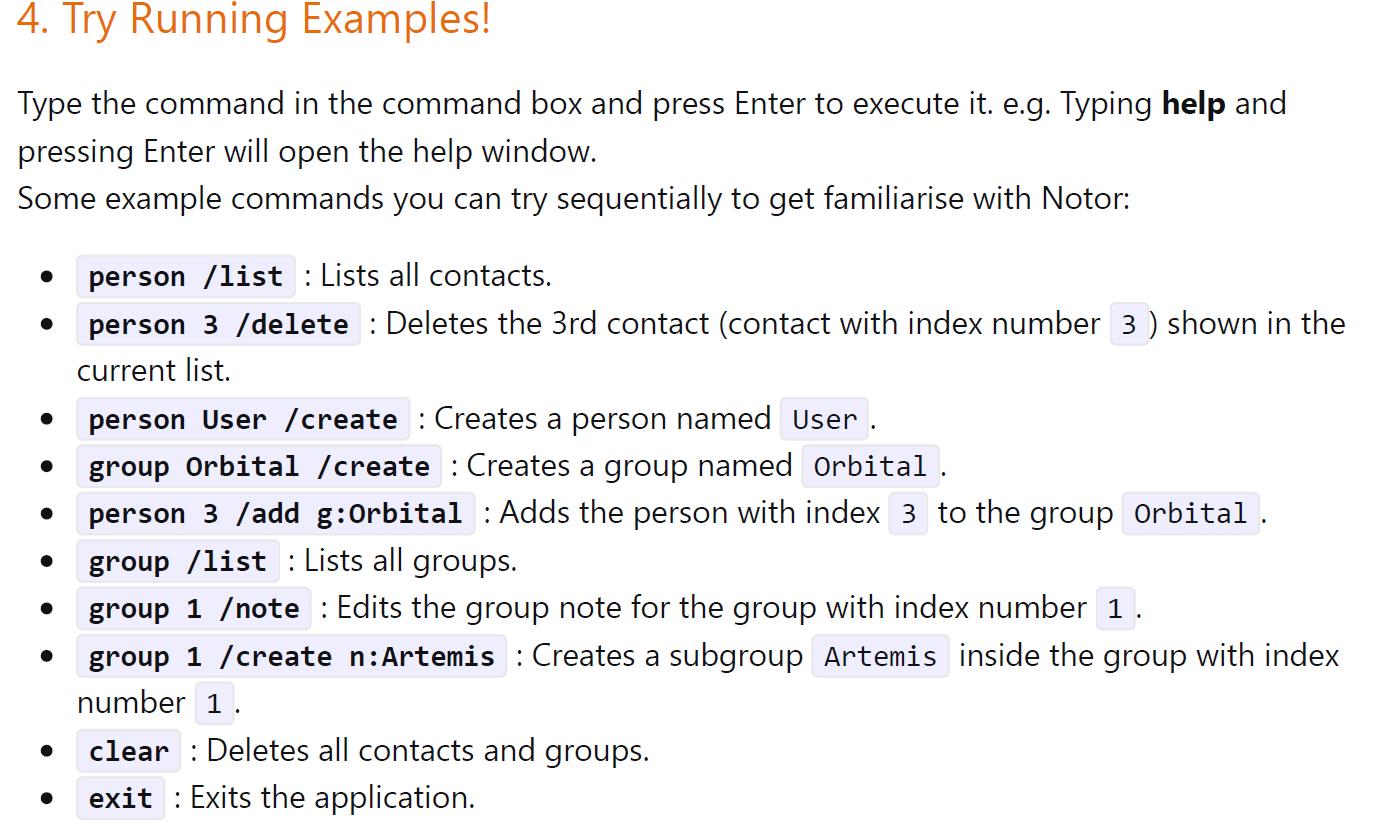 4. Try Running Examples!
Type the command in the command box and press Enter to execute it. e.g. Typing help and
pressing Enter will open the help window.
Some example commands you can try sequentially to get familiarise with Notor:
person /list : Lists all contacts.
person 3 /delete : Deletes the 3rd contact (contact with index number 3) shown in the
current list.
person User /create : Creates a person named User.
group Orbital /create : Creates a group named Orbital.
person 3 /add g:Orbital : Adds the person with index 3 to the group Orbital.
group /list : Lists all groups.
group 1 /note : Edits the group note for the group with index number 1.
group 1 /create n:Artemis : Creates a subgroup Artemis inside the group with index
number 1.
clear : Deletes all contacts and groups.
exit : Exits the application.